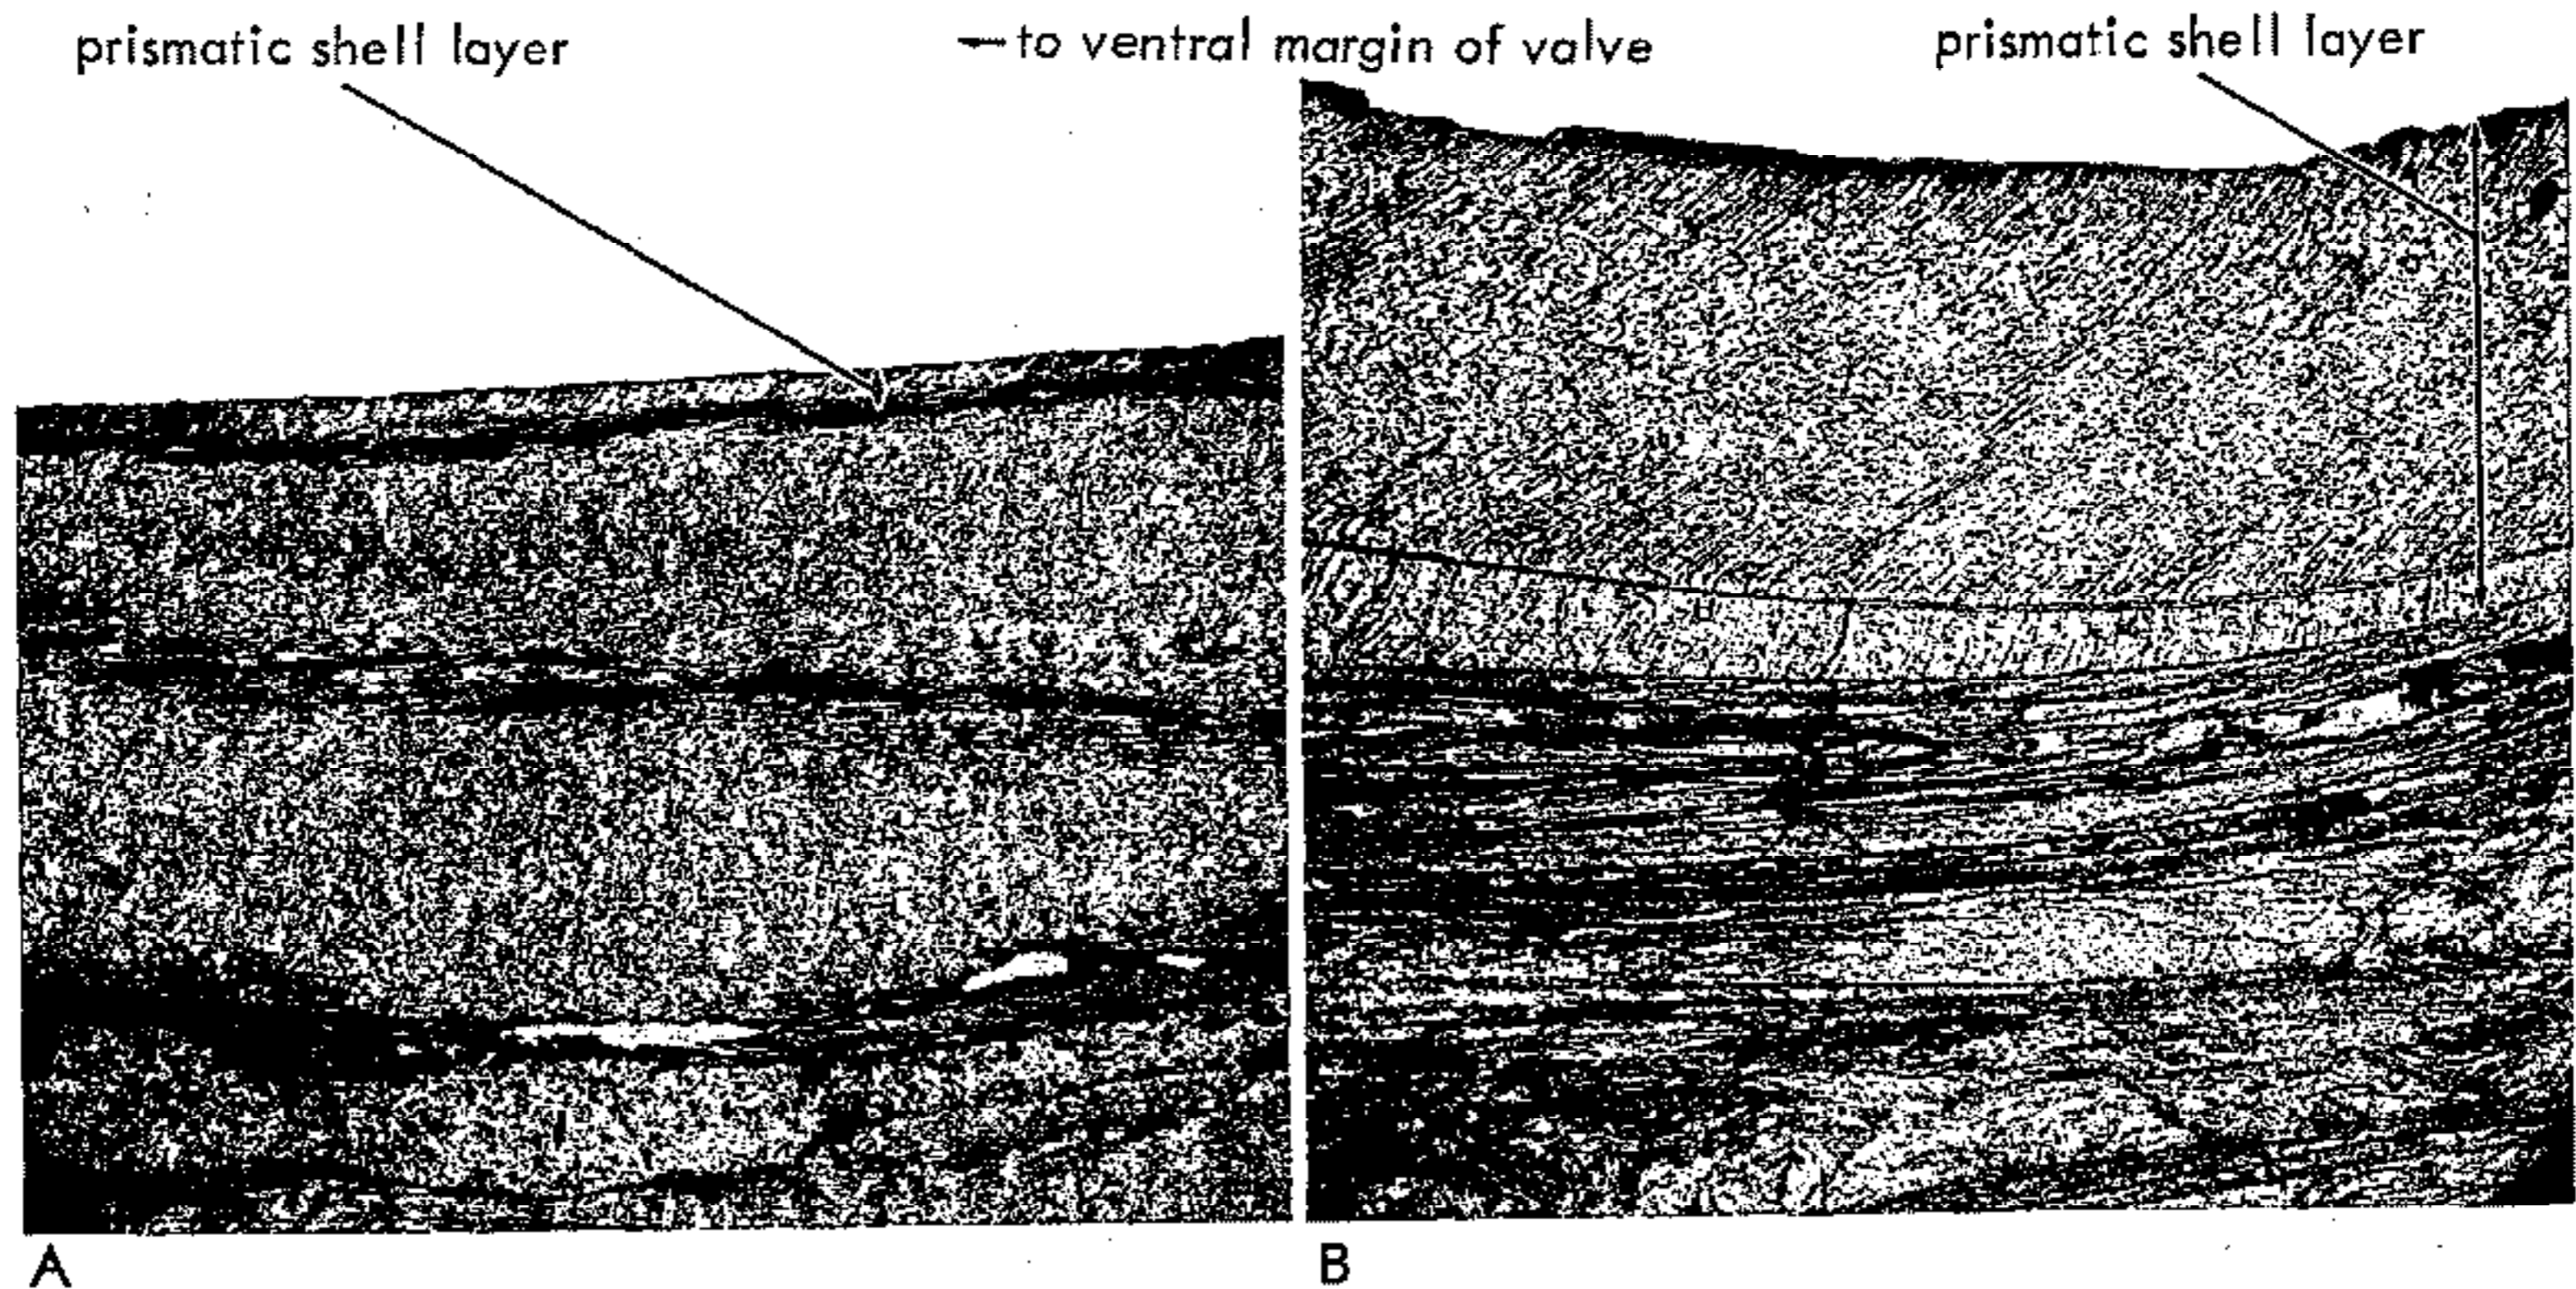 prismatic shell layer
← to ventral margin of valve
prismatic shell layer
A
B